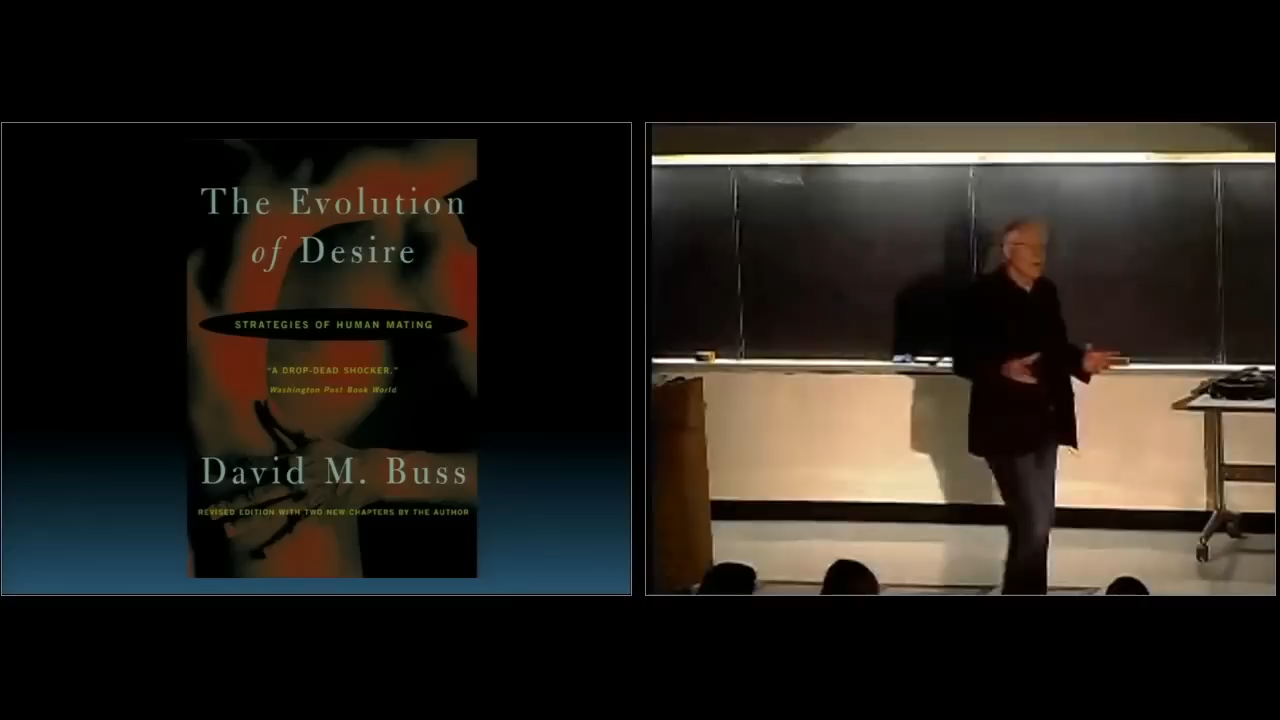 The Evolution
of Desire
STRATEGIES OF HUMAN MATING
"A DROP-DEAD SHOCKER."
Washington Post Book World
David M. Buss
REVISED EDITION WITH TWO NEW CHAPTERS BY THE AUTHOR